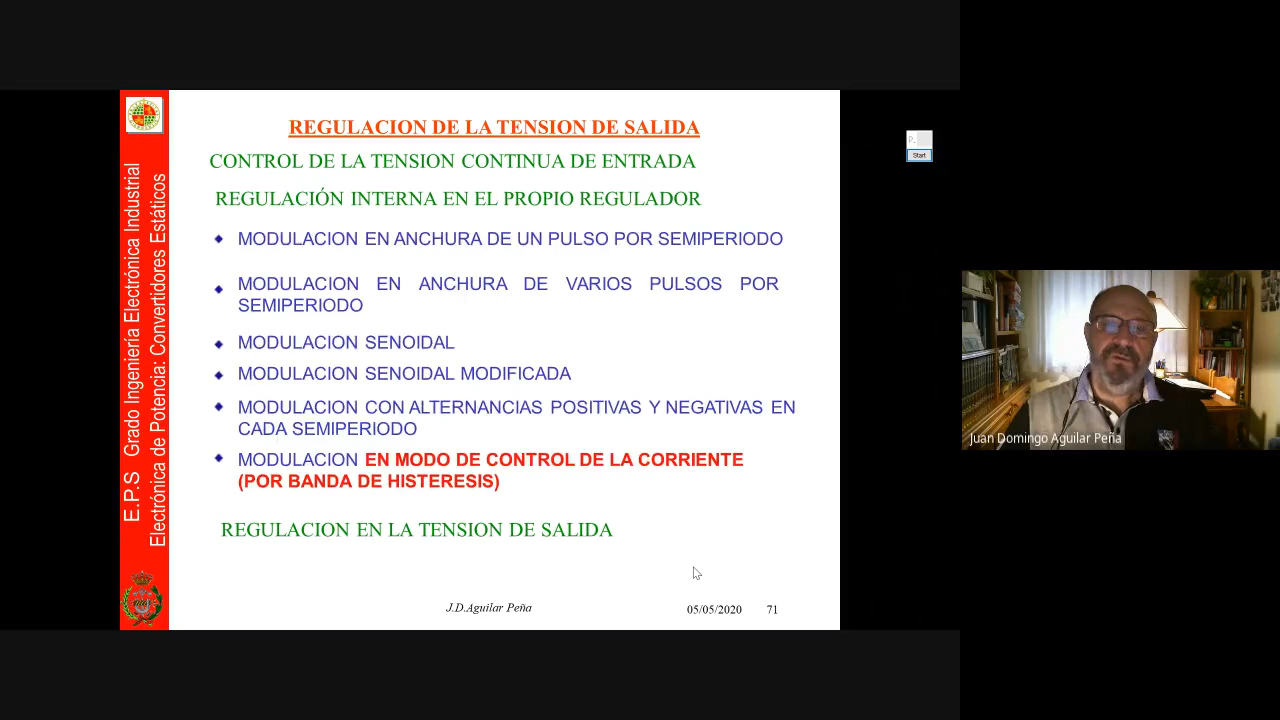 REGULACION DE LA TENSION DE SALIDA
CONTROL DE LA TENSION CONTINUA DE ENTRADA
REGULACIÓN INTERNA EN EL PROPIO REGULADOR
MODULACION EN ANCHURA DE UN PULSO POR SEMIPERIODO
MODULACION EN ANCHURA DE VARIOS PULSOS POR
SEMIPERIODO
MODULACION SENOIDAL
MODULACION SENOIDAL MODIFICADA
MODULACION CON ALTERNANCIAS POSITIVAS Y NEGATIVAS EN
CADA SEMIPERIODO
MODULACION EN MODO DE CONTROL DE LA CORRIENTE
(POR BANDA DE HISTERESIS)
REGULACION EN LA TENSION DE SALIDA
J.D.Aguilar Peña
05/05/2020 71
E.P.S Grado Ingeniería Electrónica Industrial
Electrónica de Potencia: Convertidores Estáticos
P.
Start
Juan Domingo Aguilar Peña